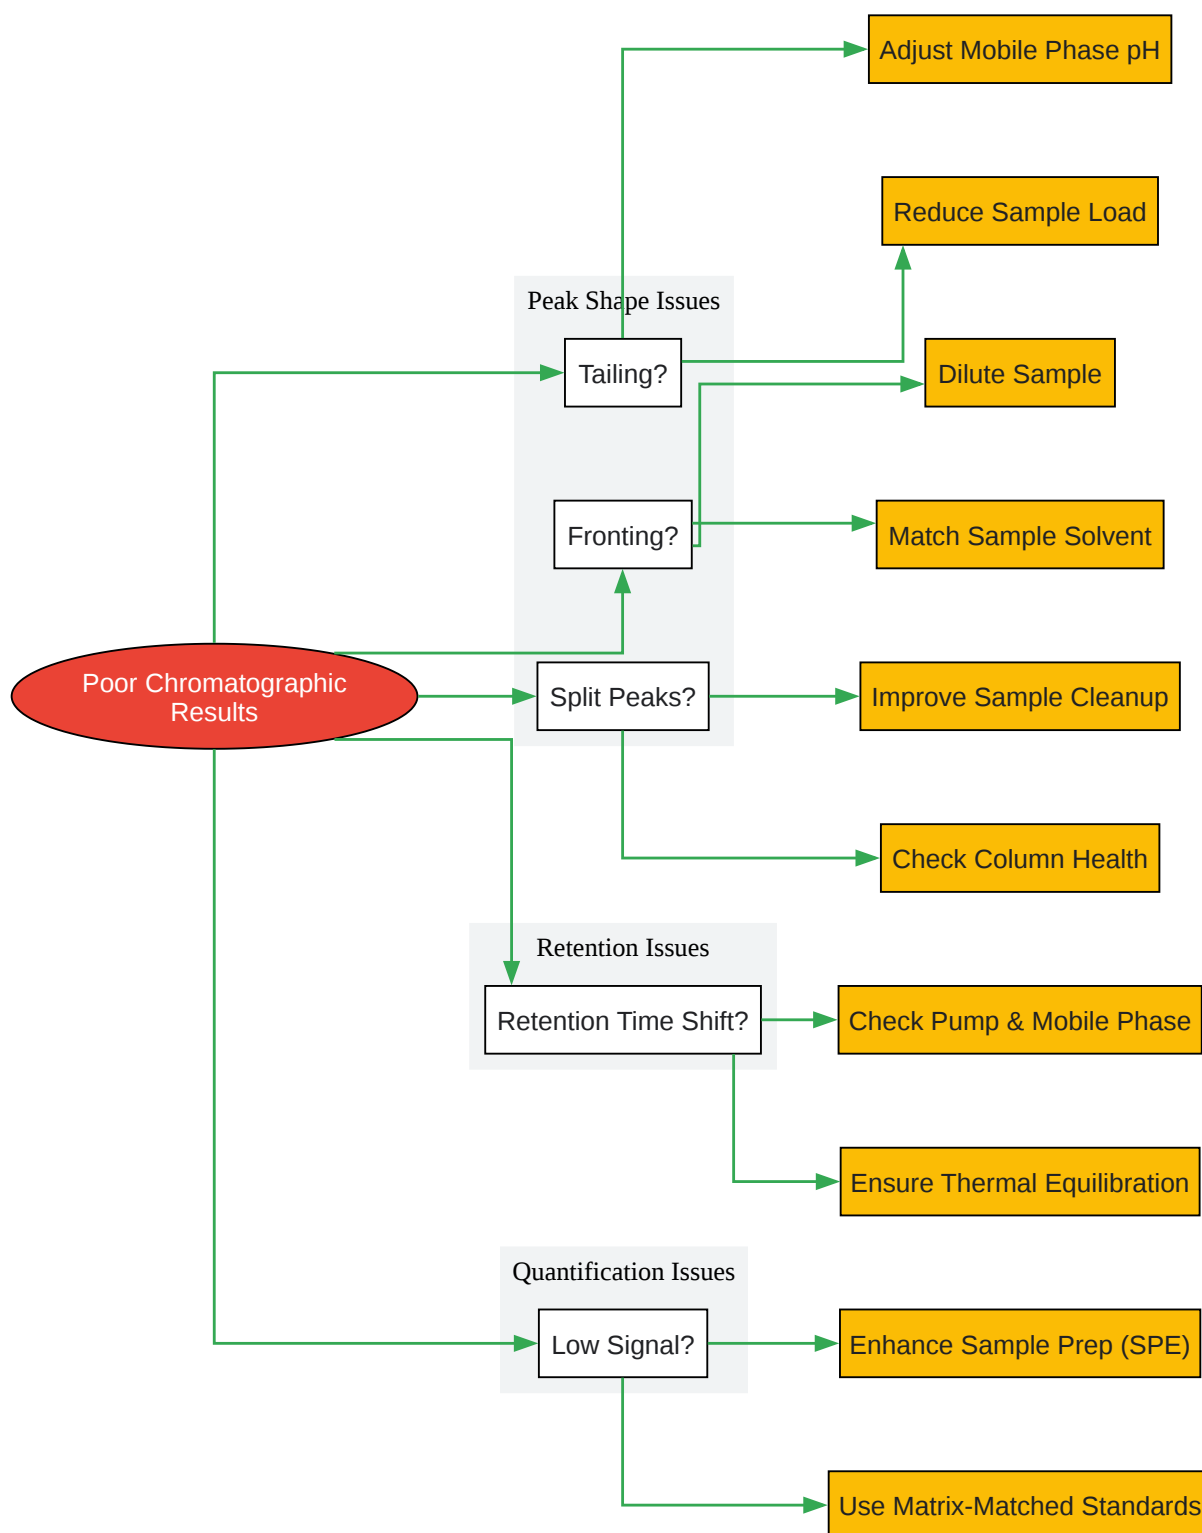 Adjust Mobile Phase pH
Reduce Sample Load
Peak Shape Issues
Tailing?
Dilute Sample
Fronting?
Match Sample Solvent
Poor Chromatographic
Results
Split Peaks?
Improve Sample Cleanup
Check Column Health
Retention Issues
Retention Time Shift?
Check Pump & Mobile Phase
Ensure Thermal Equilibration
Quantification Issues
Low Signal?
Enhance Sample Prep (SPE)
Use Matrix-Matched Standards